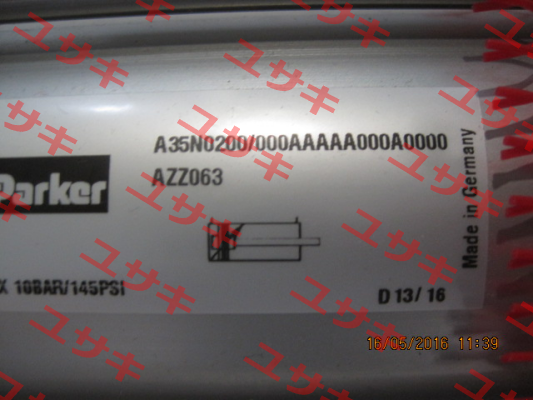 A35N0200/000AAAAA000A0000
AZZ063
Parker
X 10BAR/145PSI
D 13/ 16
Made in Germany
16/05/2016 11:39
ユサキ